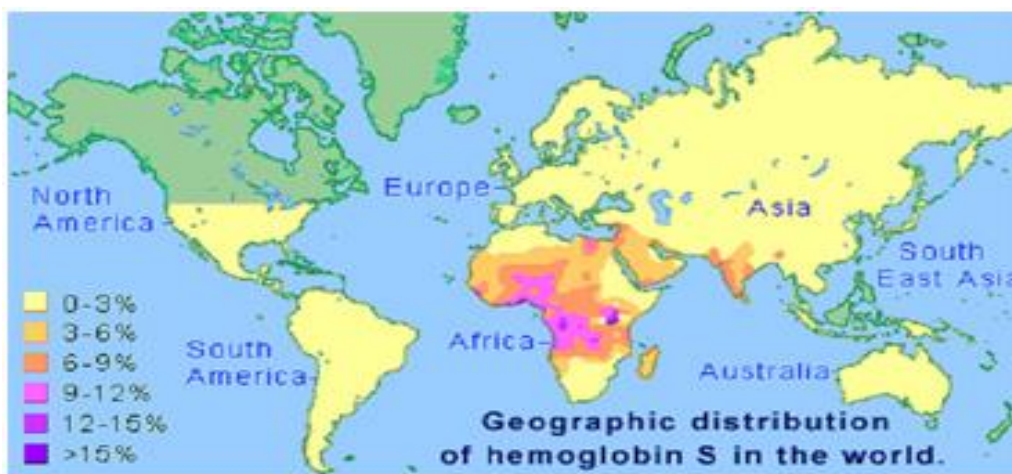 North
America
Europe
Asia
South
East Asia
0-3%
3-6%
6-9%
9-12%
12-15%
>15%
South
America
Africa
Australia
Geographic distribution
of hemoglobin S in the world.